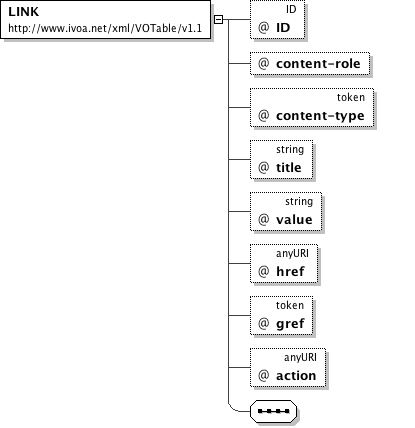 LINK
http://www.ivoa.net/xml/VOTable/v1.1
ID
@ ID
@ content-role
token
@ content-type
string
@ title
string
@ value
anyURI
@ href
token
@ gref
anyURI
@ action